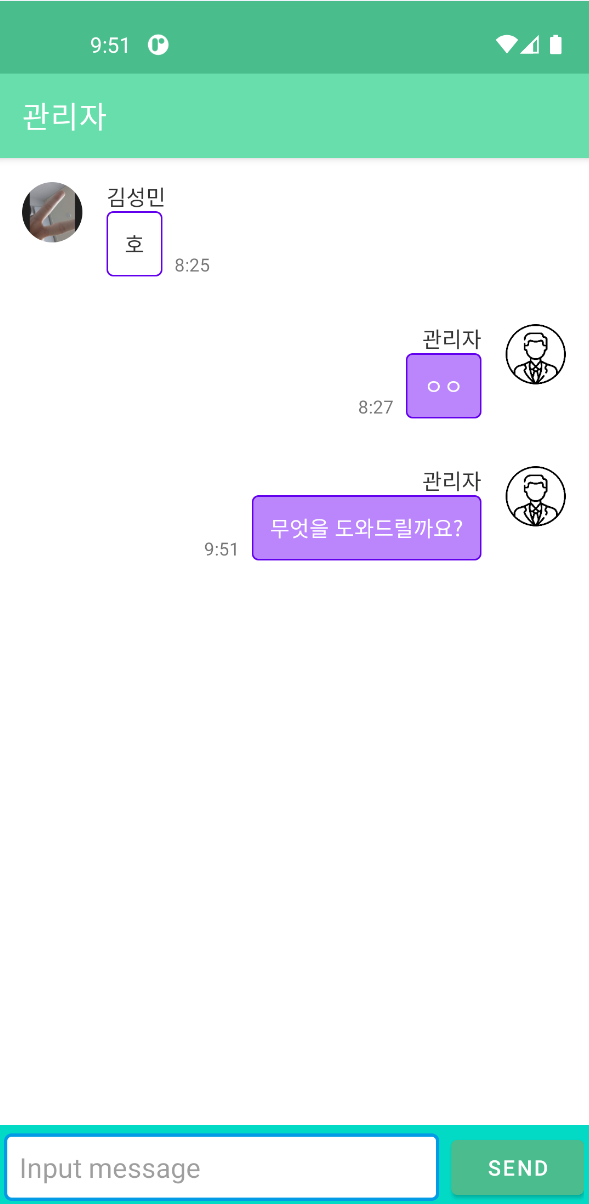 9:51
관리자
김성민
호
8:25
관리자
ㅇㅇ
8:27
관리자
무엇을 도와드릴까요?
9:51
Input message
SEND